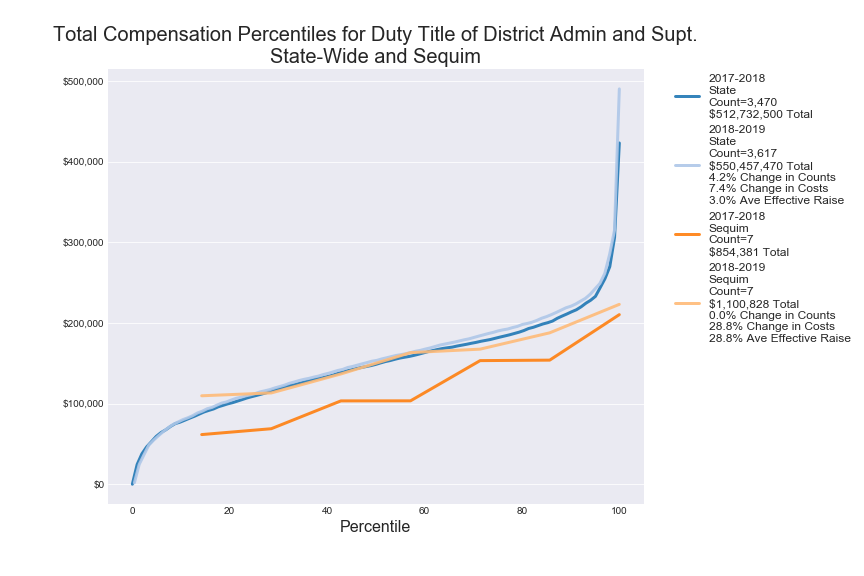 Total Compensation Percentiles for Duty Title of District Admin and Supt.
State-Wide and Sequim
$500,000
$400,000
$300,000
$200,000
$100,000
$0
0
20
40
60
80
100
Percentile
2017-2018
State
Count=3,470
$512,732,500 Total
2018-2019
State
Count=3,617
$550,457,470 Total
4.2% Change in Counts
7.4% Change in Costs
3.0% Ave Effective Raise
2017-2018
Sequim
Count=7
$854,381 Total
2018-2019
Sequim
Count=7
$1,100,828 Total
0.0% Change in Counts
28.8% Change in Costs
28.8% Ave Effective Raise